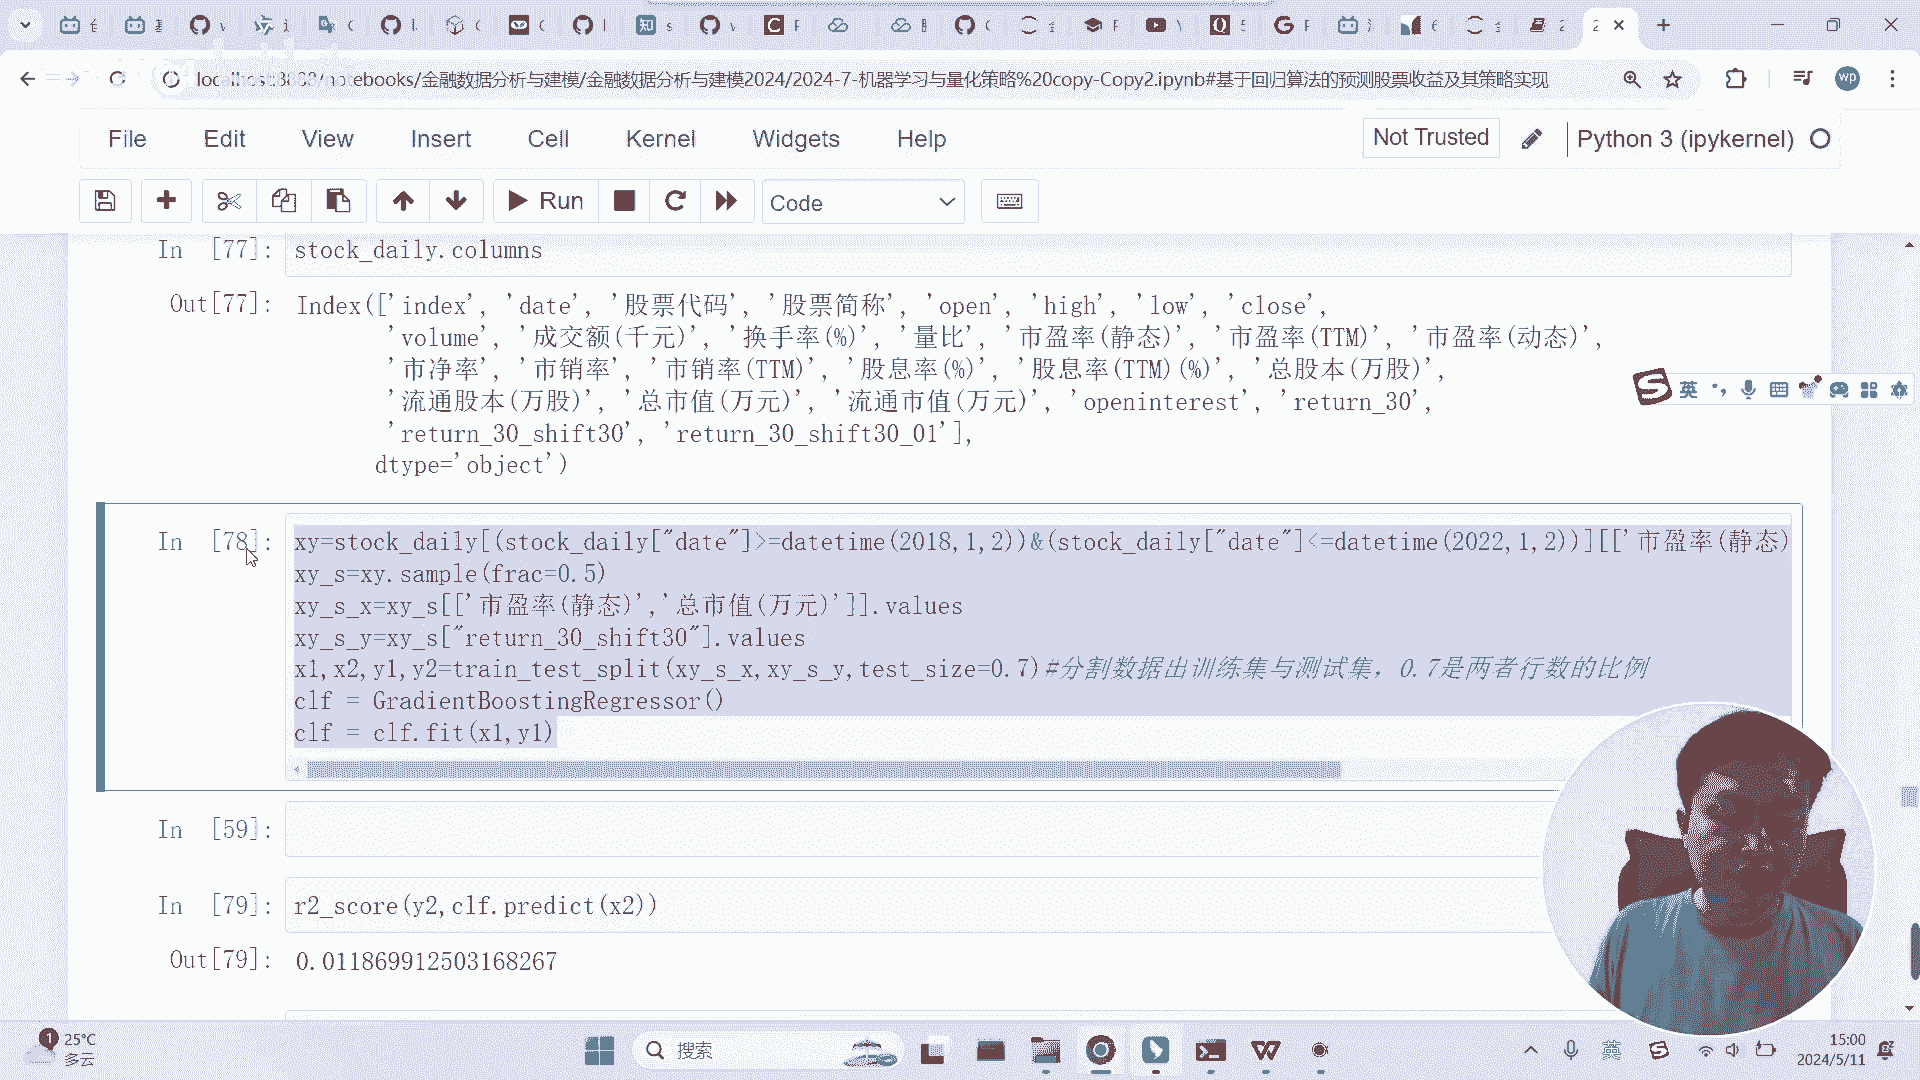 localhost:8888/notebooks/金融数据分析与建模/金融数据分析与建模2024/2024-7-机器学习与量化策略%20copy-Copy2.ipynb#基于回归算法的预测股票收益及其策略实现
wp
File Edit View Insert Cell Kernel Widgets Help
Not Trusted
Python 3 (ipykernel)
Run
Code
In [77]: stock_daily.columns
Out[77]: Index(['index', 'date', '股票代码', '股票简称', 'open', 'high', 'low', 'close',
'volume', '成交额(千元)', '换手率(%)', '量比', '市盈率(静态)', '市盈率(TTM)', '市盈率(动态)',
'市净率', '市销率', '市销率(TTM)', '股息率(%)', '股息率(TTM)(%)', '总股本(万股)',
'流通股本(万股)', '总市值(万元)', '流通市值(万元)', 'openinterest', 'return_30',
'return_30_shift30', 'return_30_shift30_01'],
dtype='object')
英
In [78]: xy=stock_daily[(stock_daily["date"]>=datetime(2018,1,2))&(stock_daily["date"]<=datetime(2022,1,2))][['市盈率(静态)
xy_s=xy.sample(frac=0.5)
xy_s_x=xy_s[['市盈率(静态)','总市值(万元)']].values
xy_s_y=xy_s["return_30_shift30"].values
x1,x2,y1,y2=train_test_split(xy_s_x,xy_s_y,test_size=0.7)#分割数据出训练集与测试集，0.7是两者行数的比例
clf = GradientBoostingRegressor()
clf = clf.fit(x1,y1)
In [59]:
In [79]: r2_score(y2,clf.predict(x2))
Out[79]: 0.011869912503168267
1
25°C
多云
搜索
英
15:00
2024/5/11